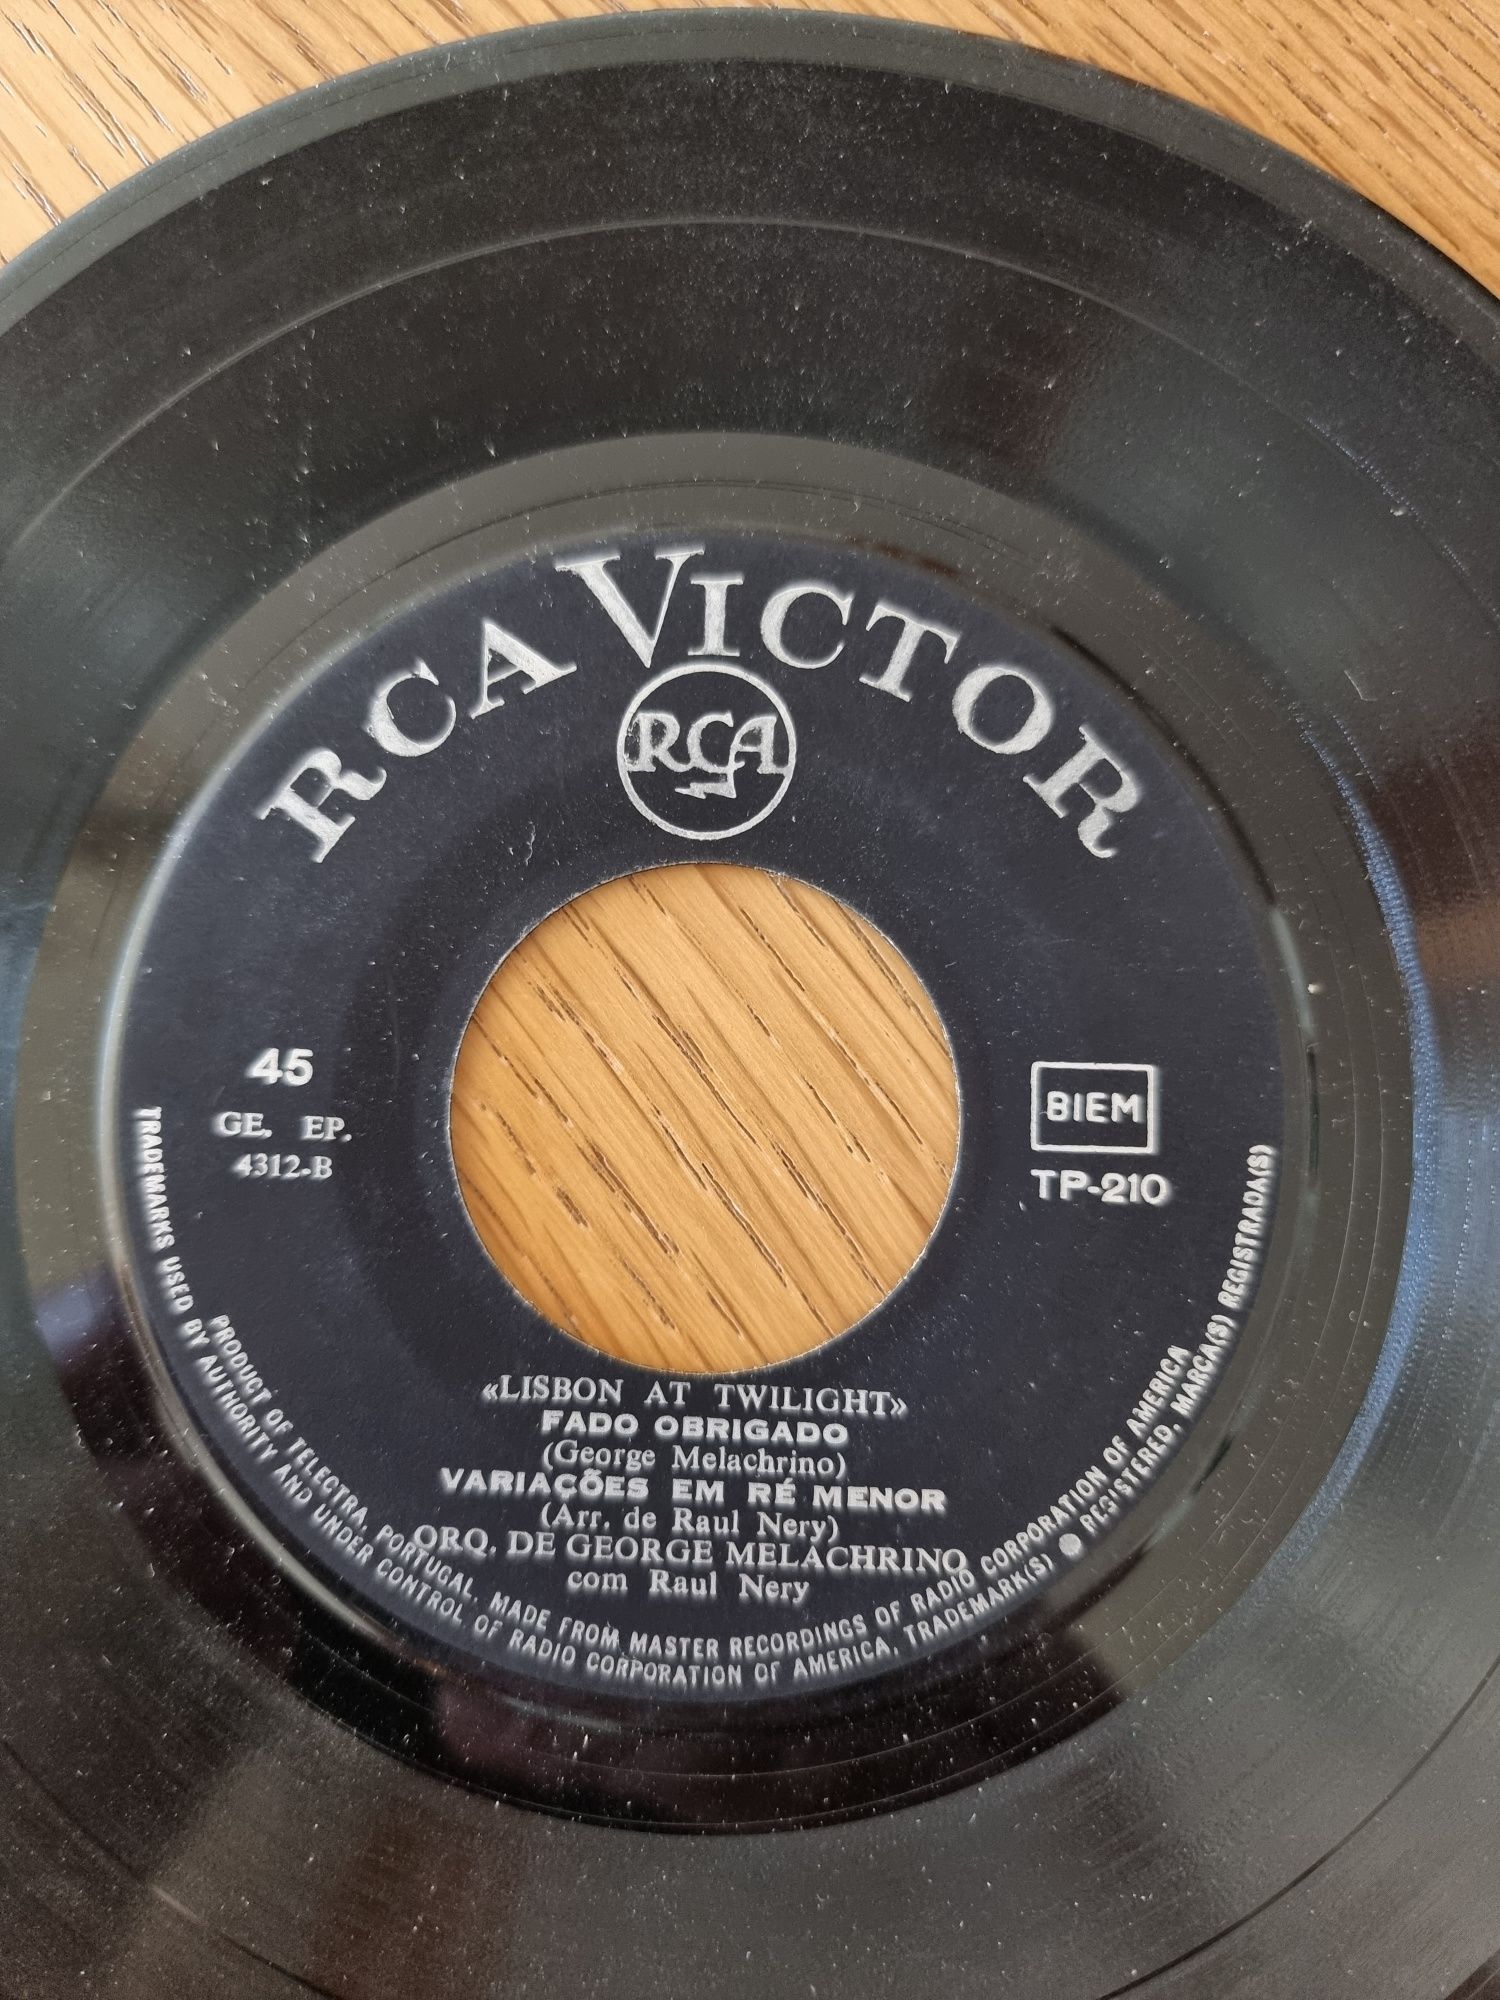 RCA VICTOR
RCA
45
GE. EP.
4312-B
BIEM
TP-210
«LISBON AT TWILIGHT»
FADO OBRIGADO
(George Melachrino)
VARIAÇÕES EM RÉ MENOR
(Arr. de Raul Nery)
ORQ. DE GEORGE MELACHRINO
com Raul Nery
PRODUCT OF TELECTRA, PORTUGAL. MADE FROM MASTER RECORDINGS OF RADIO CORPORATION OF AMERICA
TRADEMARKS USED BY AUTHORITY AND UNDER CONTROL OF RADIO CORPORATION OF AMERICA, TRADEMARK(S) ● REGISTERED, MARCA(S) REGISTRADA(S)